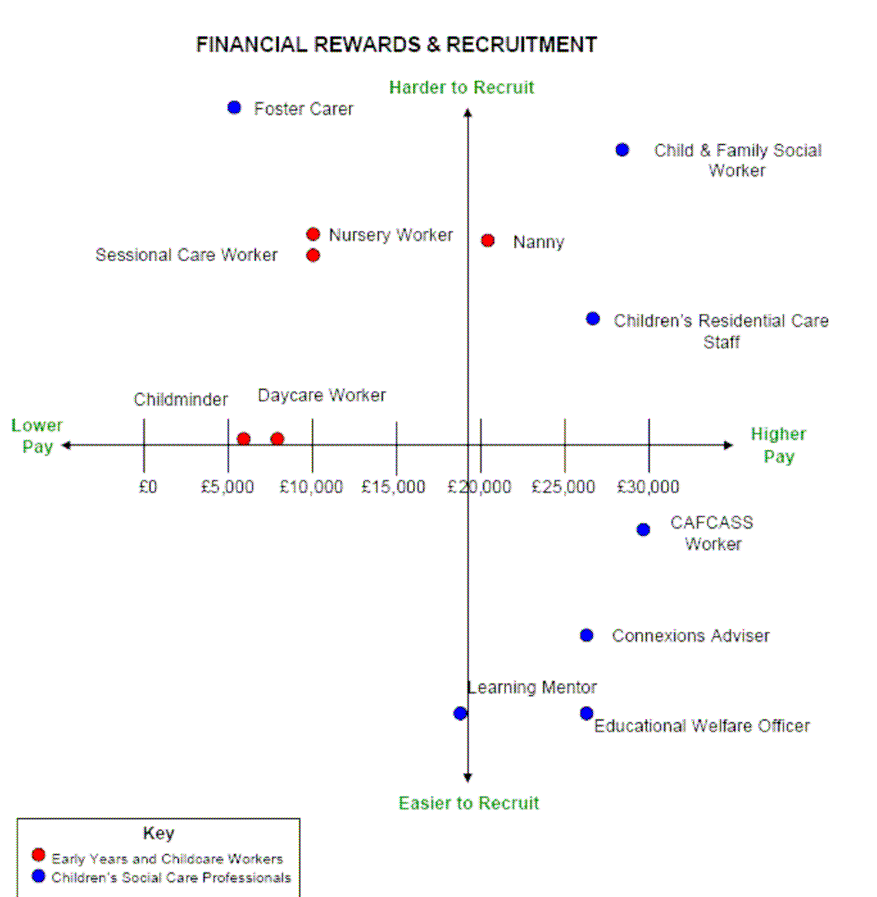 FINANCIAL REWARDS & RECRUITMENT
Harder to Recruit
Foster Carer
Child & Family Social
Worker
Nursery Worker
Nanny
Sessional Care Worker
Children's Residential Care
Staff
Childminder
Daycare Worker
Lower
Pay
Higher
Pay
£0 £5,000 £10,000 £15,000 £20,000 £25,000 £30,000
CAFCASS
Worker
Connexions Adviser
Learning Mentor
Educational Welfare Officer
Easier to Recruit
Key
Early Years and Childcare Workers
Children's Social Care Professionals